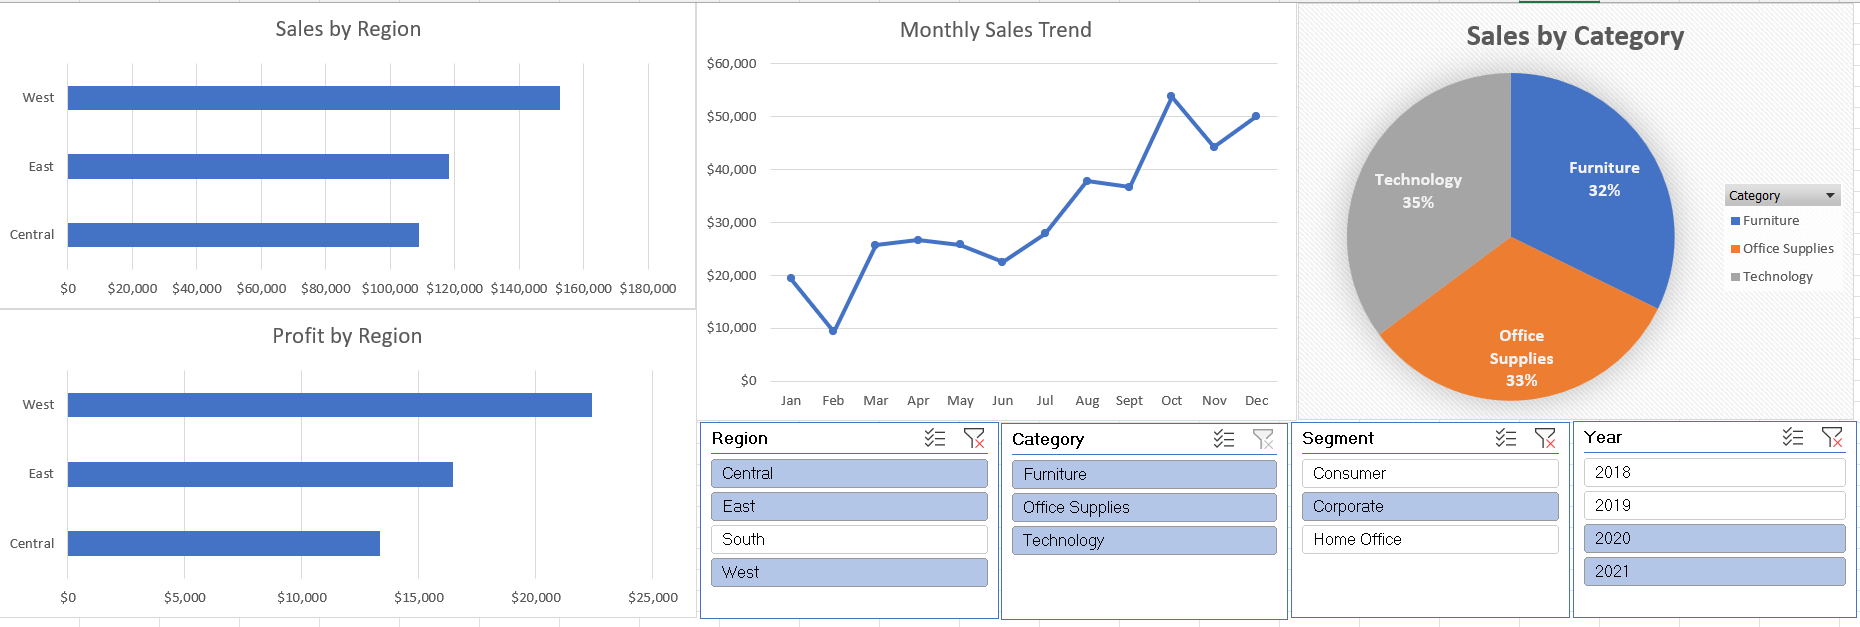 Sales by Region
West
East
Central
$0 $20,000 $40,000 $60,000 $80,000 $100,000 $120,000 $140,000 $160,000 $180,000
Profit by Region
West
East
Central
$0 $5,000 $10,000 $15,000 $20,000 $25,000
Monthly Sales Trend
$60,000
$50,000
$40,000
$30,000
$20,000
$10,000
$0
Jan Feb Mar Apr May Jun Jul Aug Sept Oct Nov Dec
Sales by Category
Furniture
32%
Technology
35%
Office
Supplies
33%
Category
Furniture
Office Supplies
Technology
Region
Central
East
South
West
Category
Furniture
Office Supplies
Technology
Segment
Consumer
Corporate
Home Office
Year
2018
2019
2020
2021